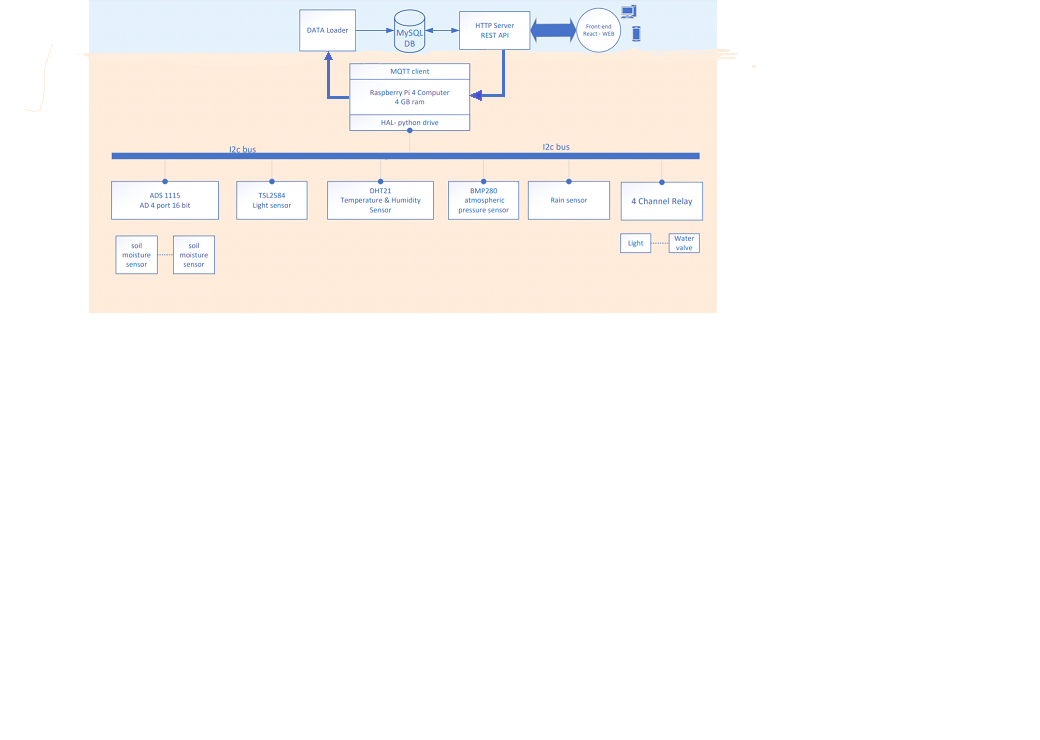 DATA Loader
MySQL
DB
HTTP Server
REST API
Front-end
React - WEB
MQTT client
Raspberry Pi 4 Computer
4 GB ram
HAL- python drive
I2c bus
I2c bus
ADS 1115
AD 4 port 16 bit
TSL2584
Light sensor
DHT21
Temperature & Humidity
Sensor
BMP280
atmospheric
pressure sensor
Rain sensor
4 Channel Relay
soil
moisture
sensor
soil
moisture
sensor
Light
Water
valve